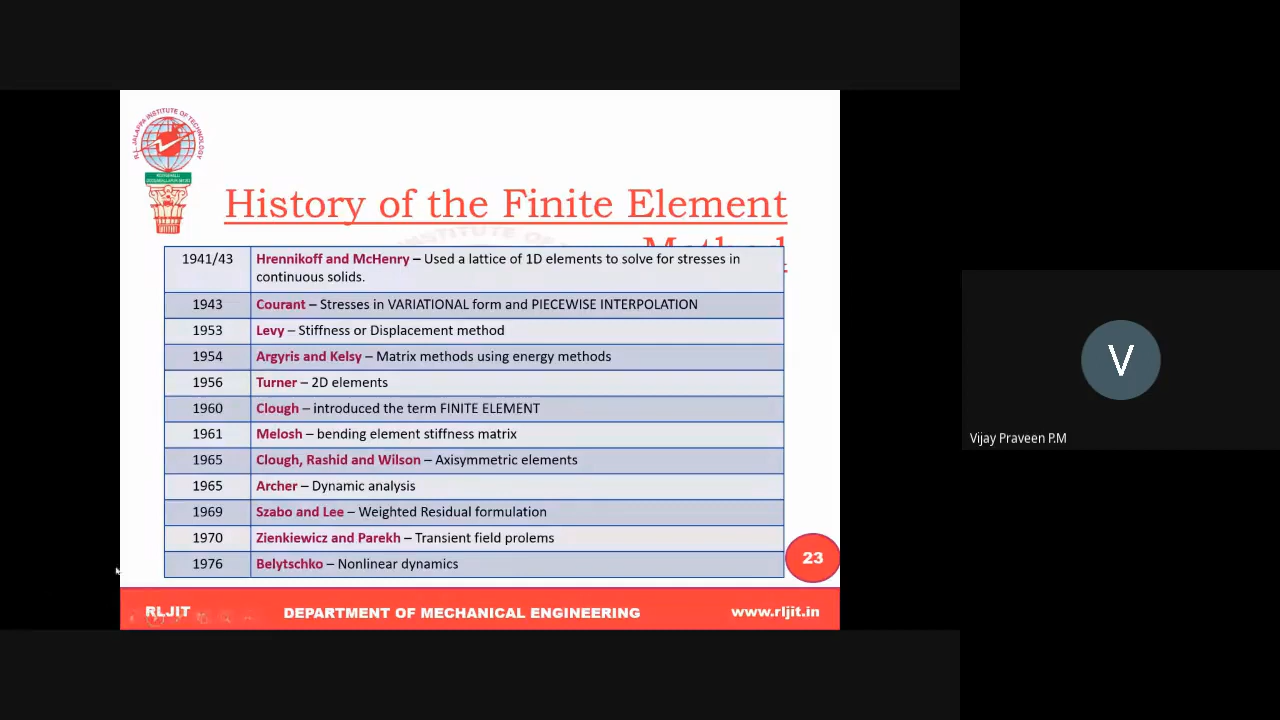 R.L. JALAPPA INSTITUTE OF TECHNOLOGY
History of the Finite Element
Method
1941/43 Hrennikoff and McHenry – Used a lattice of 1D elements to solve for stresses in
continuous solids.
1943 Courant – Stresses in VARIATIONAL form and PIECEWISE INTERPOLATION
1953 Levy – Stiffness or Displacement method
1954 Argyris and Kelsy – Matrix methods using energy methods
1956 Turner – 2D elements
1960 Clough – introduced the term FINITE ELEMENT
1961 Melosh – bending element stiffness matrix
1965 Clough, Rashid and Wilson – Axisymmetric elements
1965 Archer – Dynamic analysis
1969 Szabo and Lee – Weighted Residual formulation
1970 Zienkiewicz and Parekh – Transient field prolems
1976 Belytschko – Nonlinear dynamics
23
RLJIT DEPARTMENT OF MECHANICAL ENGINEERING www.rljit.in
V
Vijay Praveen P.M